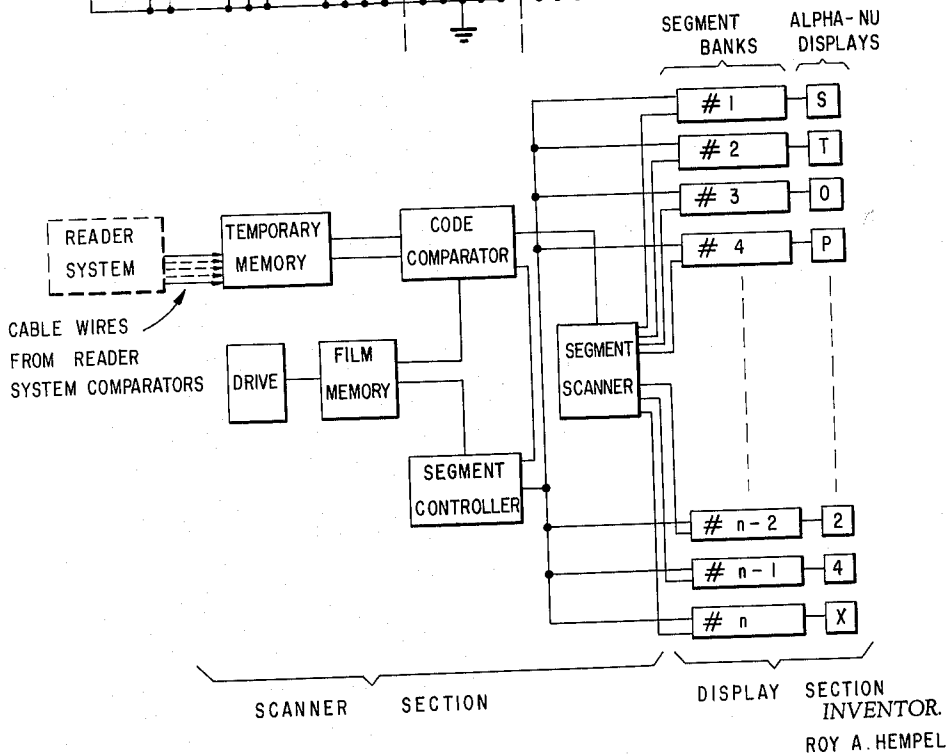 SEGMENT BANKS
ALPHA-NU DISPLAYS
# 1
S
# 2
T
# 3
O
# 4
P
READER
SYSTEM
TEMPORARY
MEMORY
CODE
COMPARATOR
CABLE WIRES
FROM READER
SYSTEM COMPARATORS
DRIVE
FILM
MEMORY
SEGMENT
SCANNER
SEGMENT
CONTROLLER
# n-2
2
# n-1
4
# n
X
SCANNER SECTION
DISPLAY SECTION
INVENTOR.
ROY A. HEMPEL